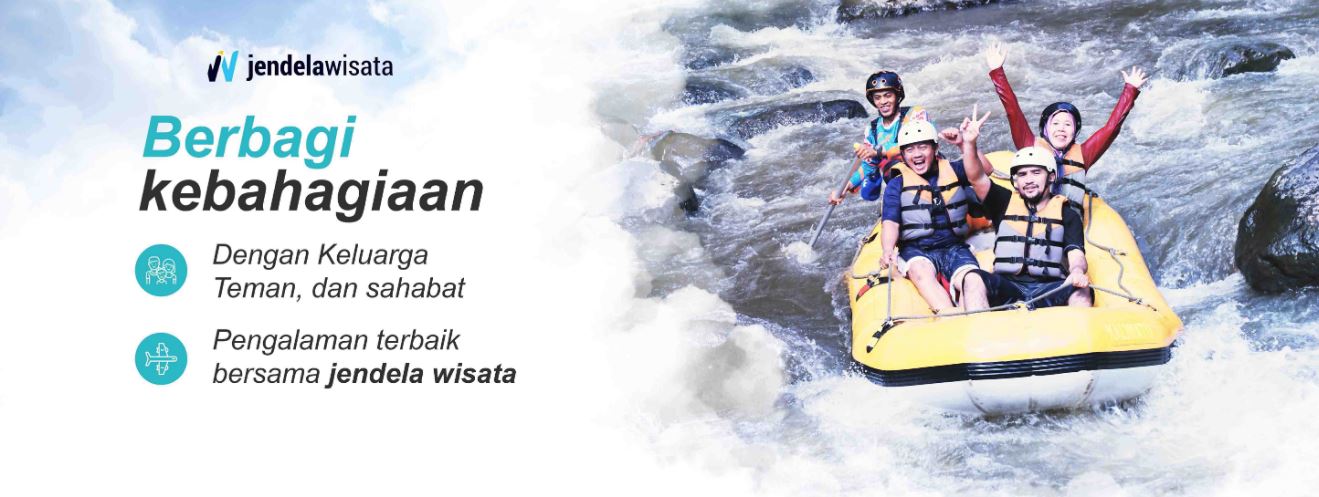 jendelawisata
Berbagi
kebahagiaan
Dengan Keluarga
Teman, dan sahabat
Pengalaman terbaik
bersama jendela wisata